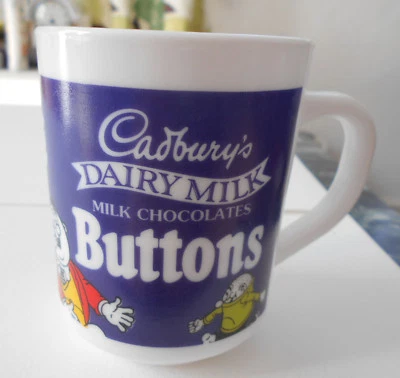 Cadbury's
DAIRY MILK
MILK CHOCOLATES
Buttons